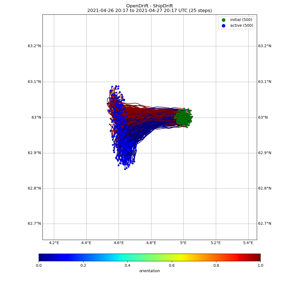 OpenDrift - ShipDrift
2021-04-26 20:17 to 2021-04-27 20:17 UTC (25 steps)
initial (500)
active (500)
63.2°N 63.2°N
63.1°N 63.1°N
63°N 63°N
62.9°N 62.9°N
62.8°N 62.8°N
62.7°N 62.7°N
4.2°E 4.4°E 4.6°E 4.8°E 5°E 5.2°E 5.4°E
0.0 0.2 0.4 0.6 0.8 1.0
orientation